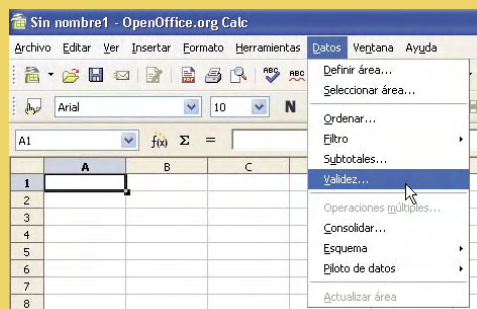 Sin nombre1 - OpenOffice.org Calc
Archivo Editar Ver Insertar Formato Herramientas Datos Ventana Ayuda
ABC ABC
Arial 10 N
A1 f(x) Σ =
A B C
1
2
3
4
5
6
7
8
Definir área...
Seleccionar área...
Ordenar...
Filtro
Subtotales...
Validez...
Operaciones múltiples...
Consolidar...
Esquema
Piloto de datos
Actualizar área